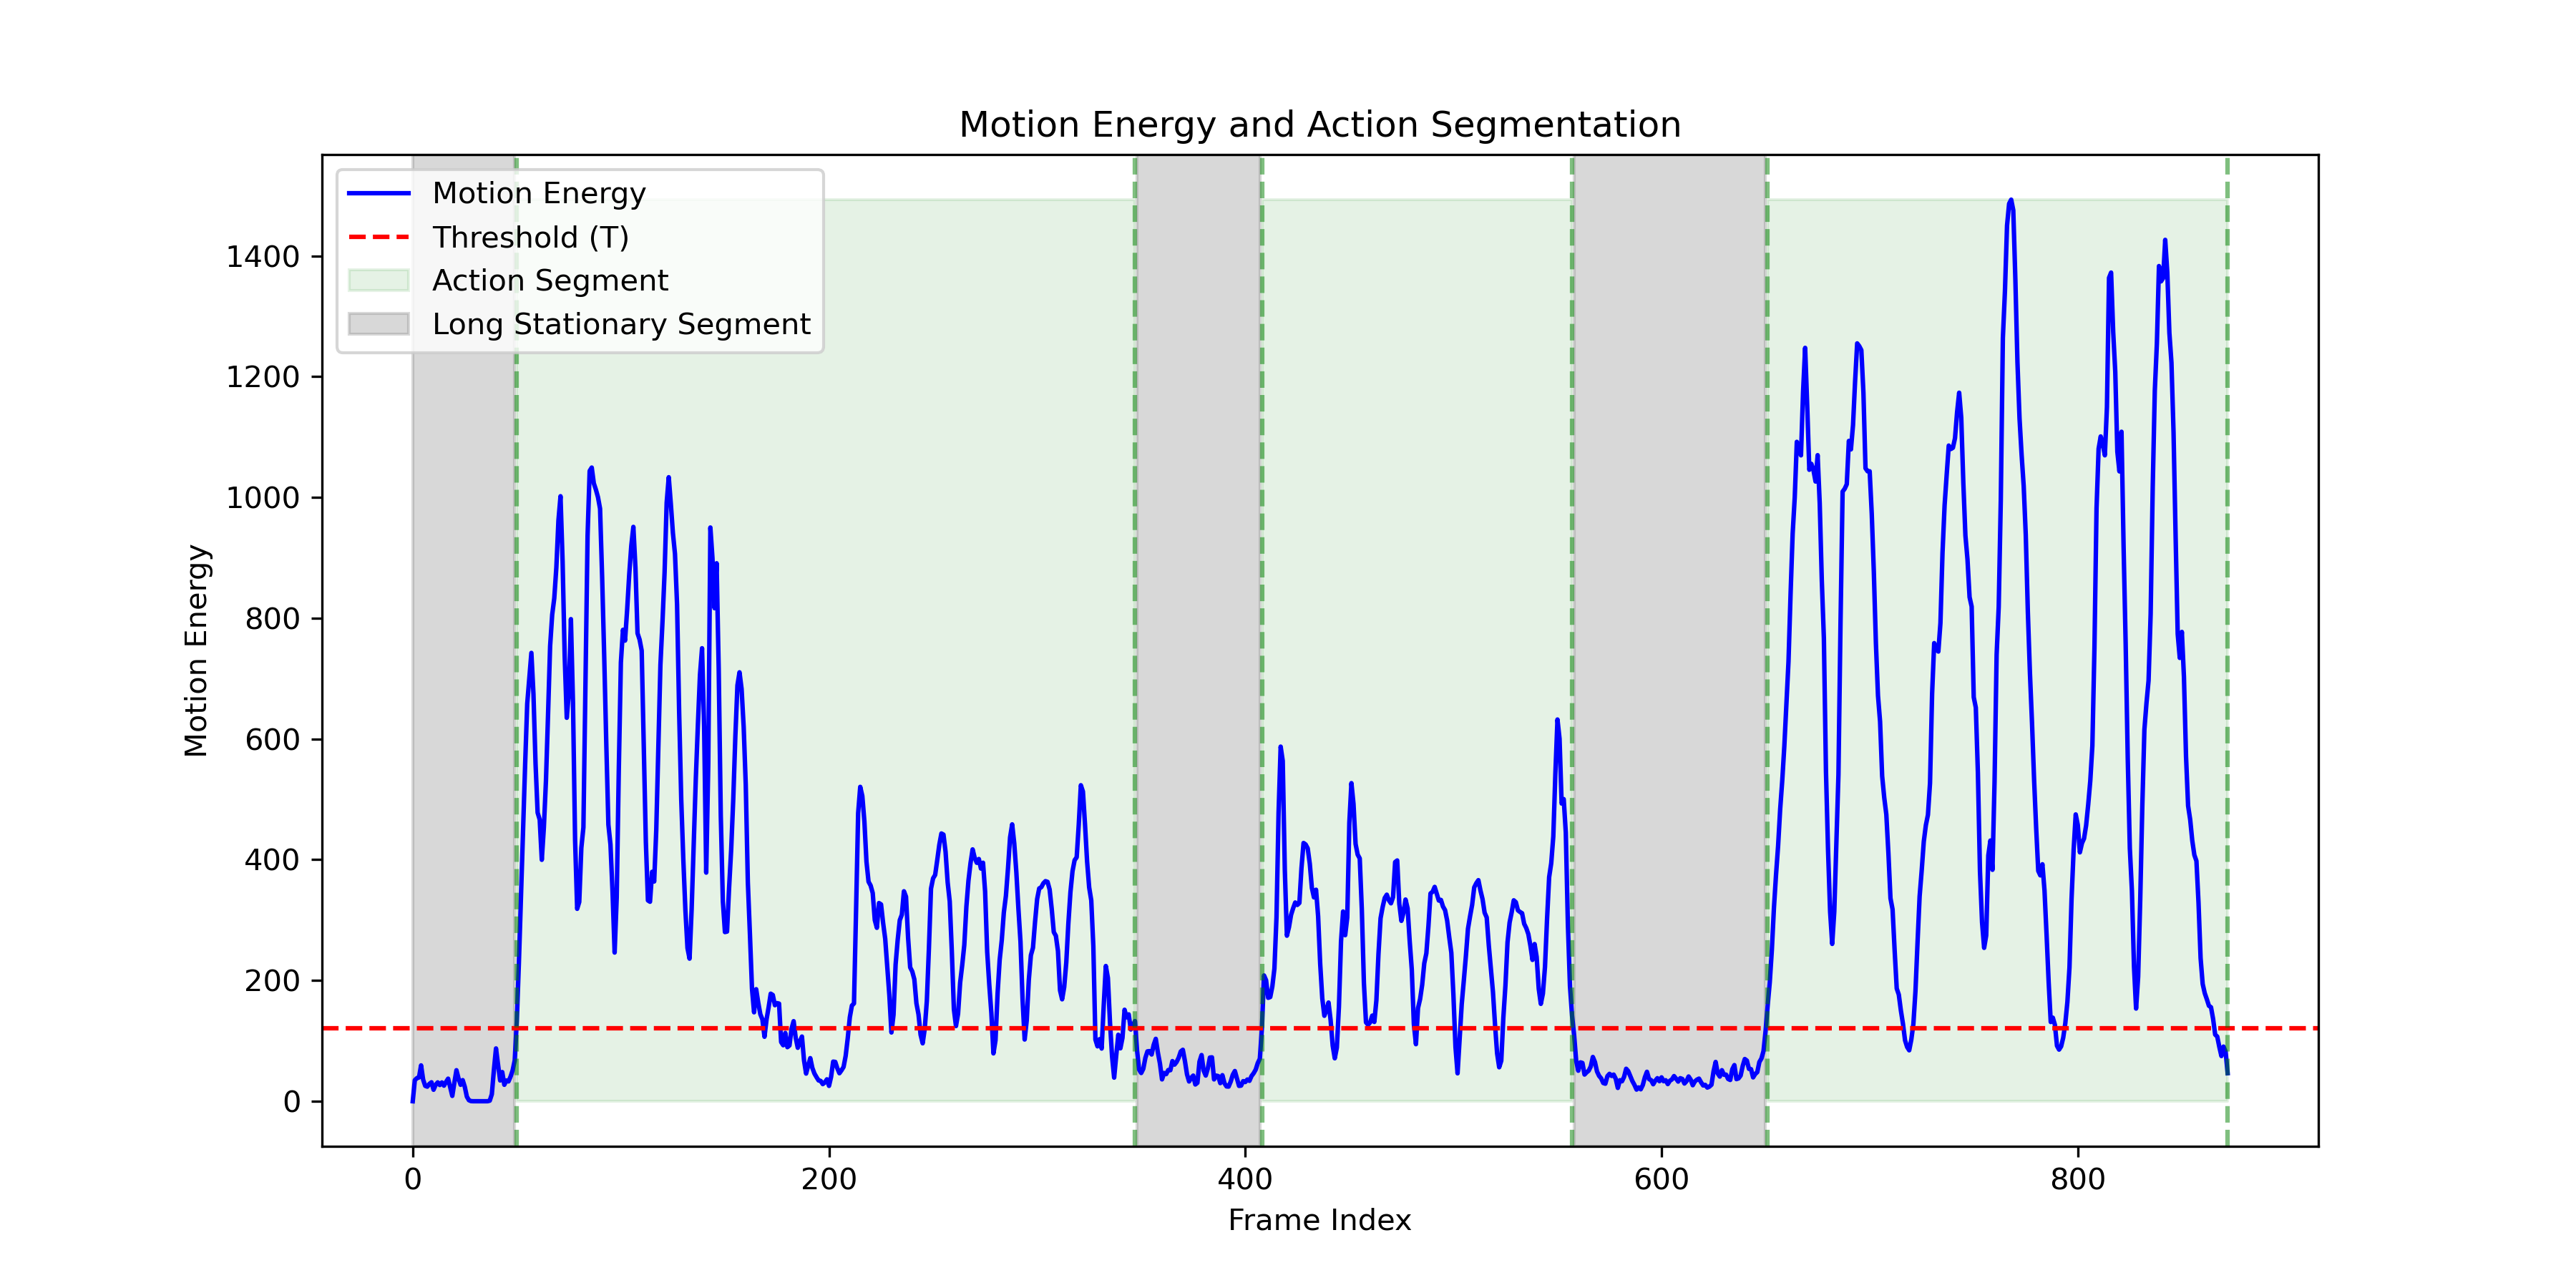 Motion Energy and Action Segmentation
Motion Energy
Threshold (T)
Action Segment
Long Stationary Segment
1400
1200
1000
800
600
400
200
0
Motion Energy
0 200 400 600 800
Frame Index